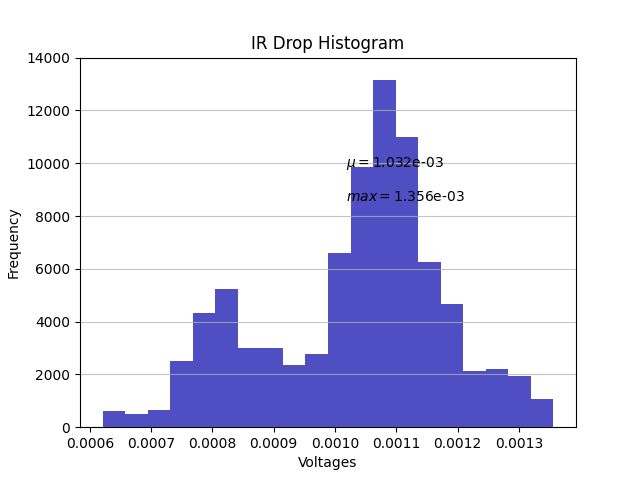 IR Drop Histogram
14000
12000
10000
8000
6000
4000
2000
0
Frequency
μ = 1.032e-03
max = 1.356e-03
0.0006 0.0007 0.0008 0.0009 0.0010 0.0011 0.0012 0.0013
Voltages